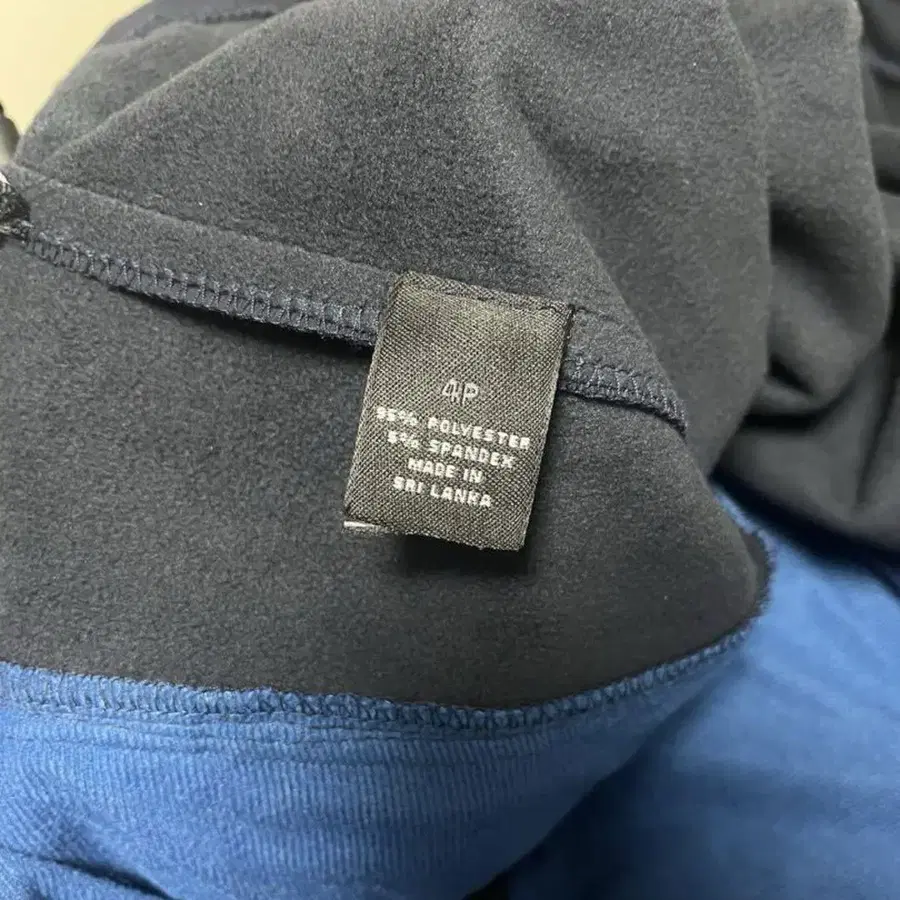 4P
95% POLYESTER
5% SPANDEX
MADE IN
SRI LANKA